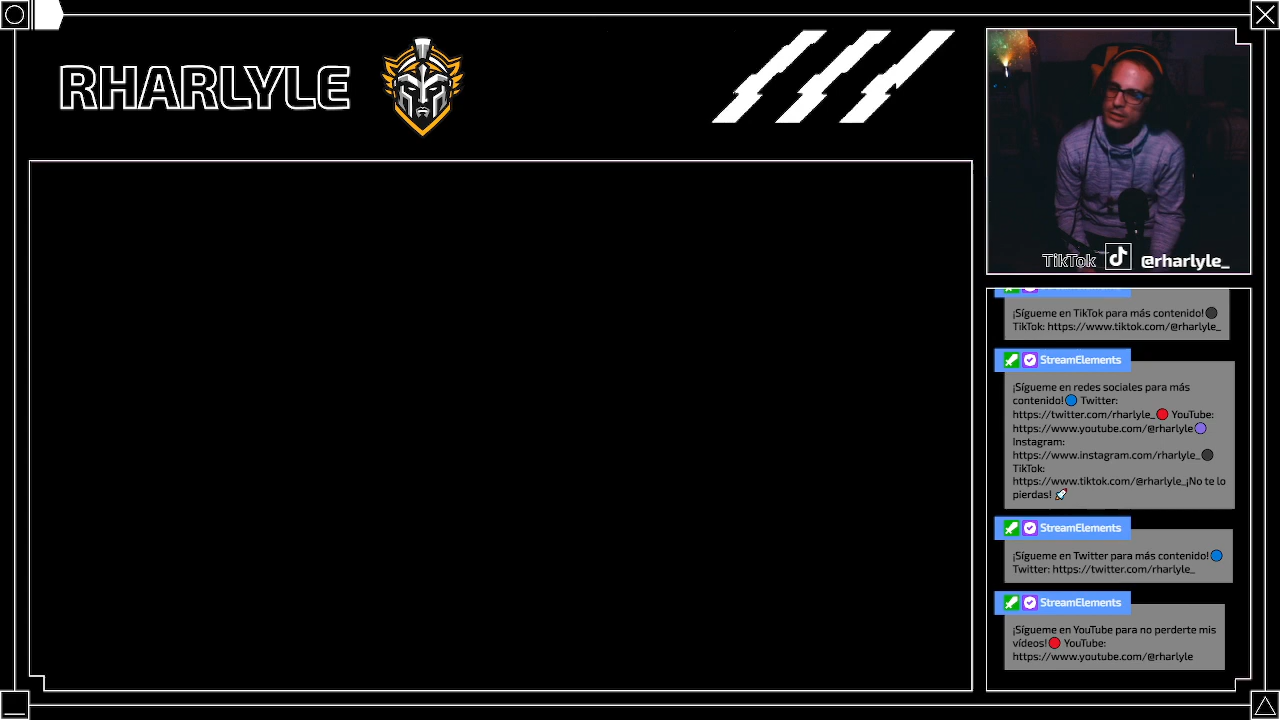 RHARLYLE
TikTok @rharlyle_
¡Sígueme en TikTok para más contenido!
TikTok: https://www.tiktok.com/@rharlyle_
StreamElements
¡Sígueme en redes sociales para más
contenido! Twitter:
https://twitter.com/rharlyle_ YouTube:
https://www.youtube.com/@rharlyle
Instagram:
https://www.instagram.com/rharlyle_
TikTok:
https://www.tiktok.com/@rharlyle_¡No te lo
pierdas!
StreamElements
¡Sígueme en Twitter para más contenido!
Twitter: https://twitter.com/rharlyle_
StreamElements
¡Sígueme en YouTube para no perderte mis
vídeos! YouTube:
https://www.youtube.com/@rharlyle